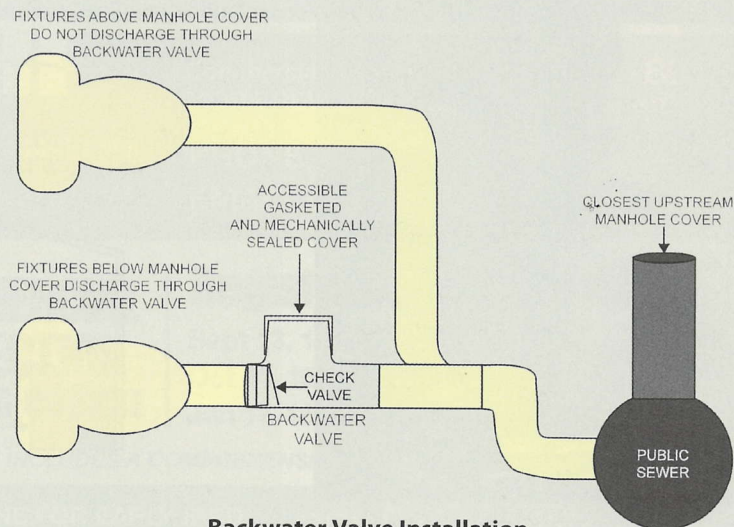 FIXTURES ABOVE MANHOLE COVER
DO NOT DISCHARGE THROUGH
BACKWATER VALVE
ACCESSIBLE
GASKETED
AND MECHANICALLY
SEALED COVER
CLOSEST UPSTREAM
MANHOLE COVER
FIXTURES BELOW MANHOLE
COVER DISCHARGE THROUGH
BACKWATER VALVE
CHECK
VALVE
BACKWATER
VALVE
PUBLIC
SEWER
Backwater Valve Installation